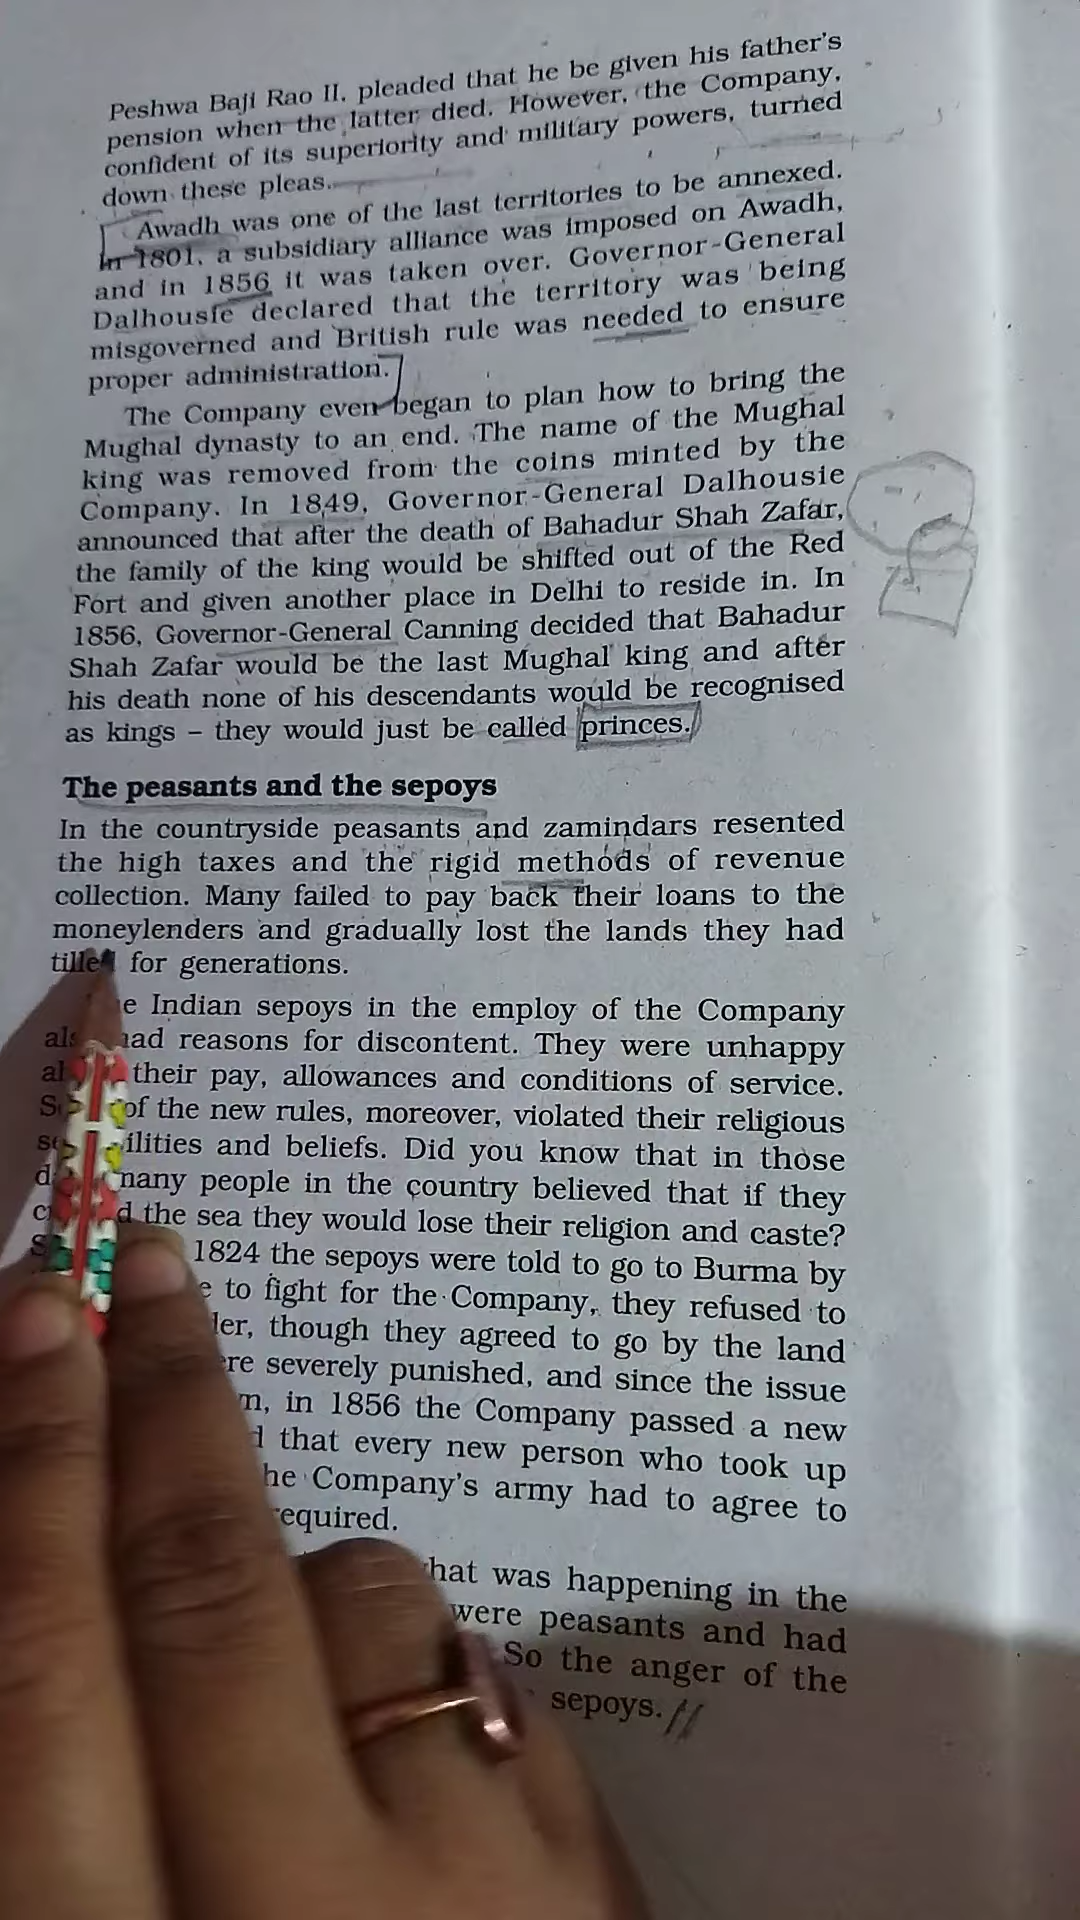 Peshwa Baji Rao II, pleaded that he be given his father's
pension when the latter died. However, the Company,
confident of its superiority and military powers, turned
down these pleas.
Awadh was one of the last territories to be annexed.
In 1801, a subsidiary alliance was imposed on Awadh,
and in 1856 it was taken over. Governor-General
Dalhousie declared that the territory was being
misgoverned and British rule was needed to ensure
proper administration.
The Company even began to plan how to bring the
Mughal dynasty to an end. The name of the Mughal
king was removed from the coins minted by the
Company. In 1849, Governor-General Dalhousie
announced that after the death of Bahadur Shah Zafar,
the family of the king would be shifted out of the Red
Fort and given another place in Delhi to reside in. In
1856, Governor-General Canning decided that Bahadur
Shah Zafar would be the last Mughal king and after
his death none of his descendants would be recognised
as kings – they would just be called princes.
The peasants and the sepoys
In the countryside peasants and zamindars resented
the high taxes and the rigid methods of revenue
collection. Many failed to pay back their loans to the
moneylenders and gradually lost the lands they had
tilled for generations.
Indian sepoys in the employ of the Company
had reasons for discontent. They were unhappy
their pay, allowances and conditions of service.
of the new rules, moreover, violated their religious
and beliefs. Did you know that in those
many people in the country believed that if they
the sea they would lose their religion and caste?
1824 the sepoys were told to go to Burma by
to fight for the Company, they refused to
though they agreed to go by the land
severely punished, and since the issue
in 1856 the Company passed a new
that every new person who took up
Company's army had to agree to
required.
was happening in the
were peasants and had
So the anger of the
sepoys.